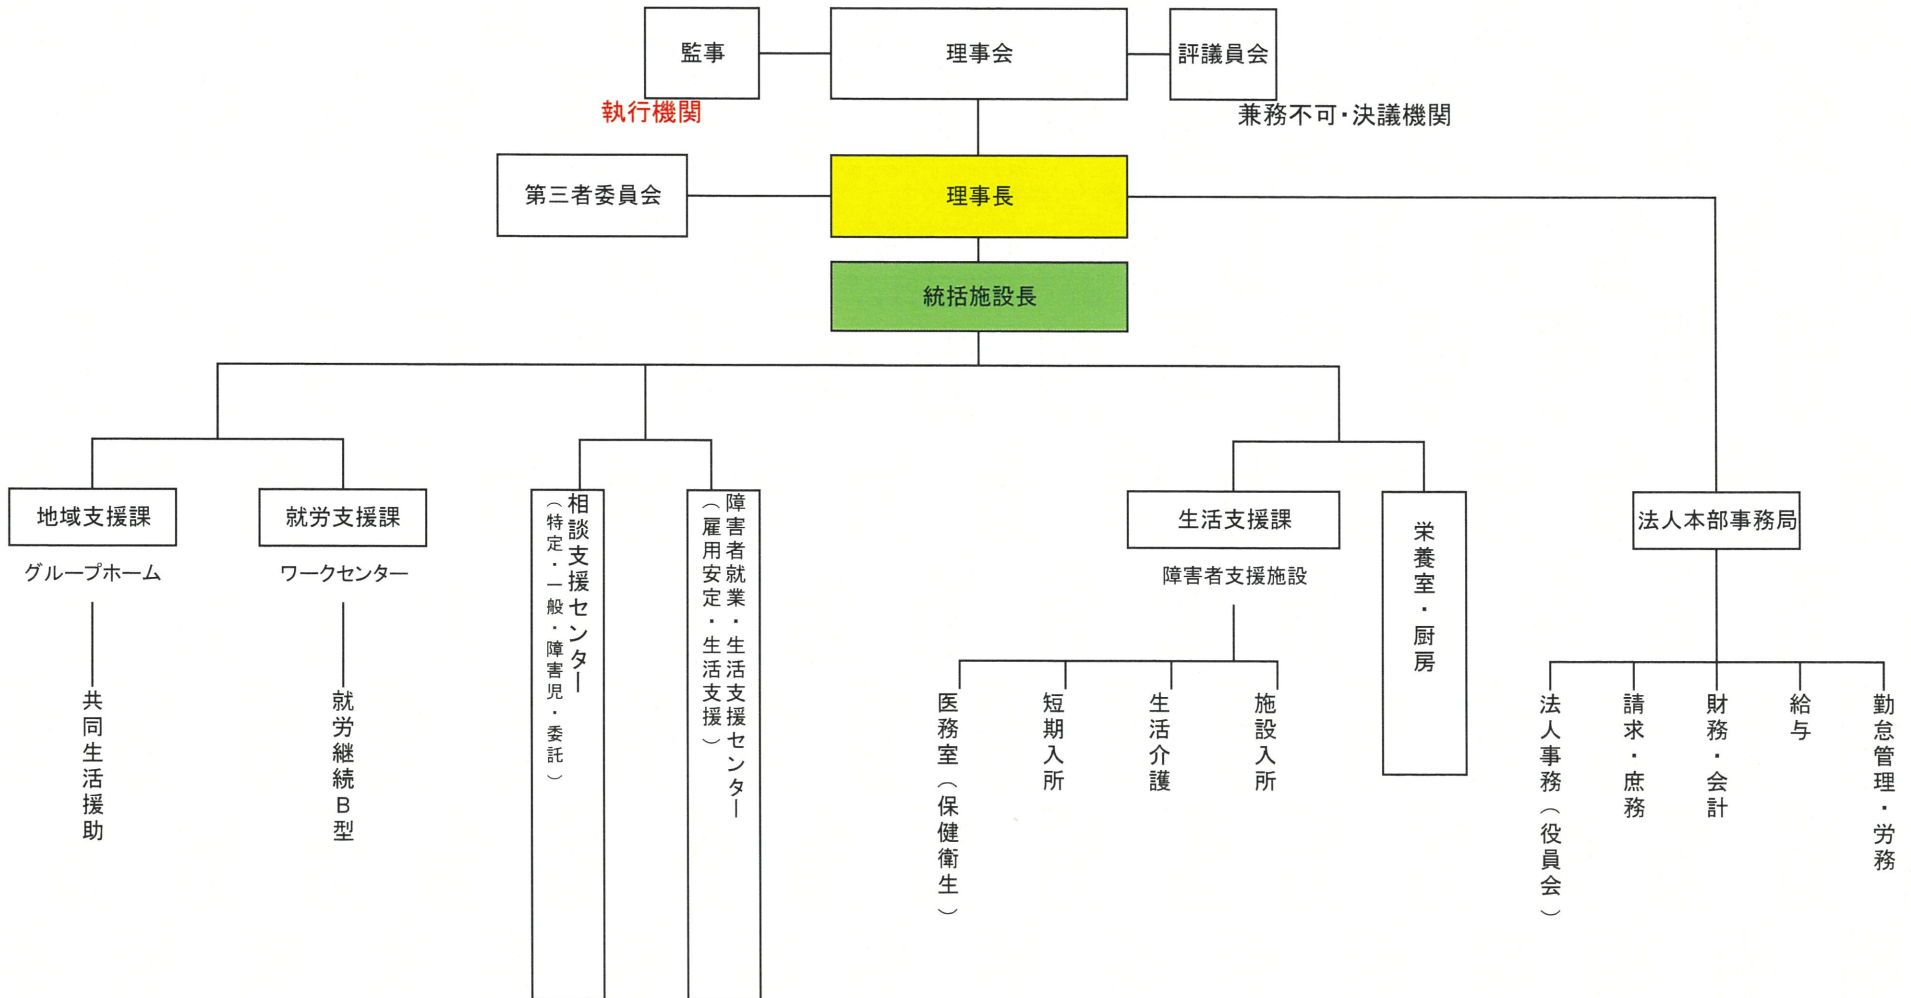 監事
理事会
評議員会
執行機関
兼務不可・決議機関
第三者委員会
理事長
統括施設長
地域支援課
グループホーム
共同生活援助
就労支援課
ワークセンター
就労継続B型
相談支援センター
（特定・一般・障害児・委託）
障害者就業・生活支援センター
（雇用安定・生活支援）
生活支援課
障害者支援施設
医務室（保健衛生）
短期入所
生活介護
施設入所
栄養室・厨房
法人本部事務局
法人事務（役員会）
請求・庶務
財務・会計
給与
勤怠管理・労務